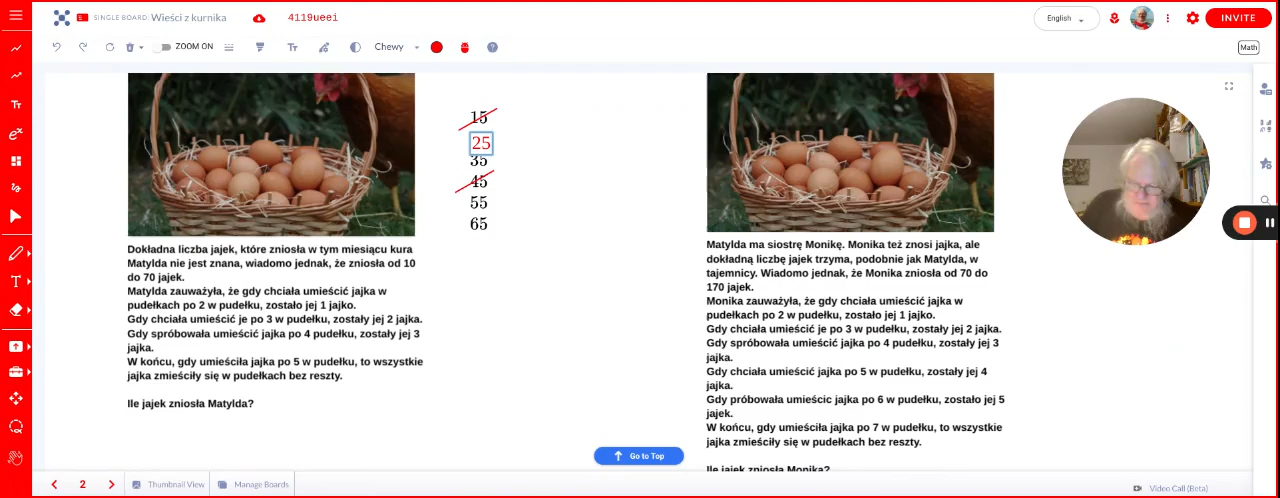 SINGLE BOARD: Wieści z kurnika
4119ueei
English
INVITE
ZOOM ON
Tт
Chewy
Math
15
25
35
45
55
65
Dokładna liczba jajek, które zniosła w tym miesiącu kura
Matylda nie jest znana, wiadomo jednak, że zniosła od 10
do 70 jajek.
Matylda zauważyła, że gdy chciała umieścić jajka w
pudełkach po 2 w pudełku, zostało jej 1 jajko.
Gdy chciała umieścić je po 3 w pudełku, zostały jej 2 jajka.
Gdy spróbowała umieścić jajka po 4 pudełku, zostały jej 3
jajka.
W końcu, gdy umieściła jajka po 5 w pudełku, to wszystkie
jajka zmieściły się w pudełkach bez reszty.
Ile jajek zniosła Matylda?
Matylda ma siostrę Monikę. Monika też znosi jajka, ale
dokładną liczbę jajek trzyma, podobnie jak Matylda, w
tajemnicy. Wiadomo jednak, że Monika zniosła od 70 do
170 jajek.
Monika zauważyła, że gdy chciała umieścić jajka w
pudełkach po 2 w pudełku, zostało jej 1 jajko.
Gdy chciała umieścić je po 3 w pudełku, zostały jej 2 jajka.
Gdy spróbowała umieścić jajka po 4 pudełku, zostały jej 3
jajka.
Gdy chciała umieścić jajka po 5 w pudełku, zostały jej 4
jajka.
Gdy próbowała umieścic jajka po 6 w pudełku, zostało jej 5
jajek.
W końcu, gdy umieściła jajka po 7 w pudełku, to wszystkie
jajka zmieściły się w pudełkach bez reszty.
Ile jajek zniosła Monika?
Go to Top
2
Thumbnail View
Manage Boards
Video Call (Beta)